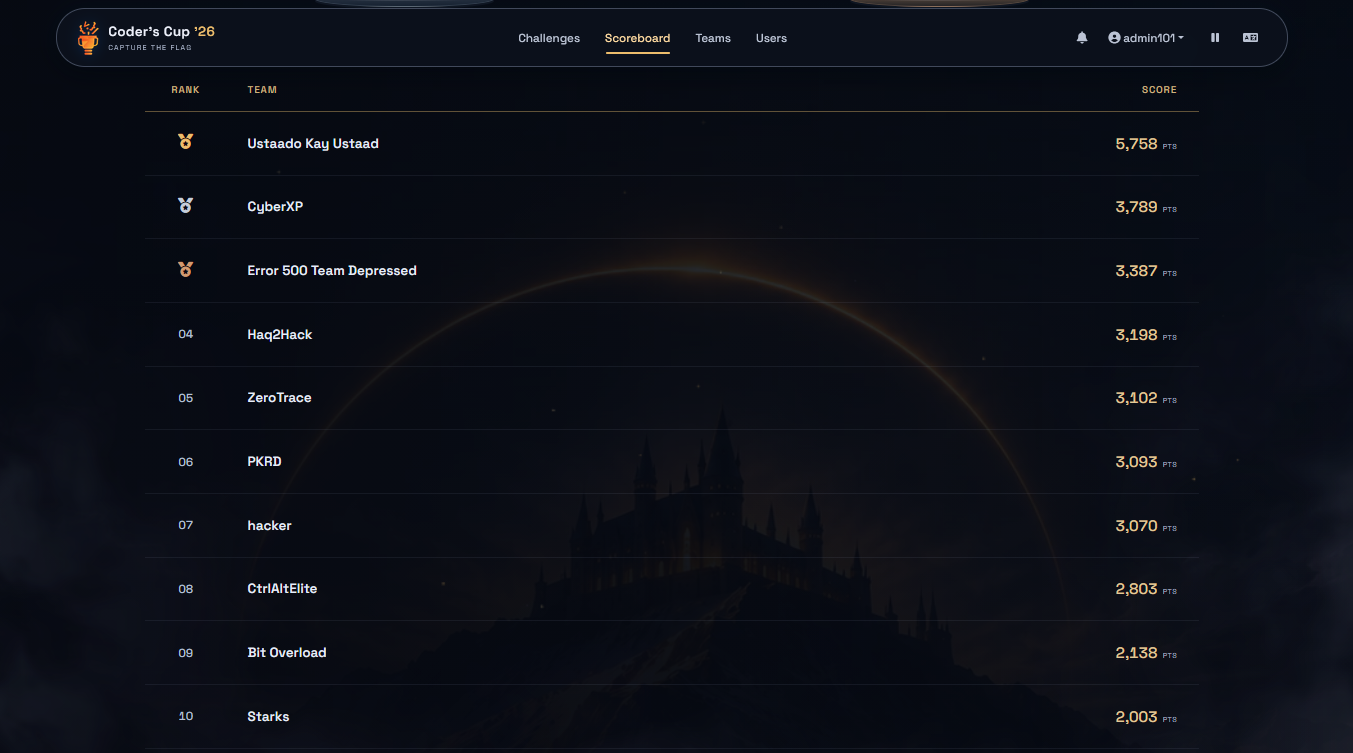 Coder's Cup '26
CAPTURE THE FLAG
Challenges Scoreboard Teams Users
admin101
RANK TEAM SCORE
Ustaado Kay Ustaad 5,758 PTS
CyberXP 3,789 PTS
Error 500 Team Depressed 3,387 PTS
04 Haq2Hack 3,198 PTS
05 ZeroTrace 3,102 PTS
06 PKRD 3,093 PTS
07 hacker 3,070 PTS
08 CtrlAltElite 2,803 PTS
09 Bit Overload 2,138 PTS
10 Starks 2,003 PTS